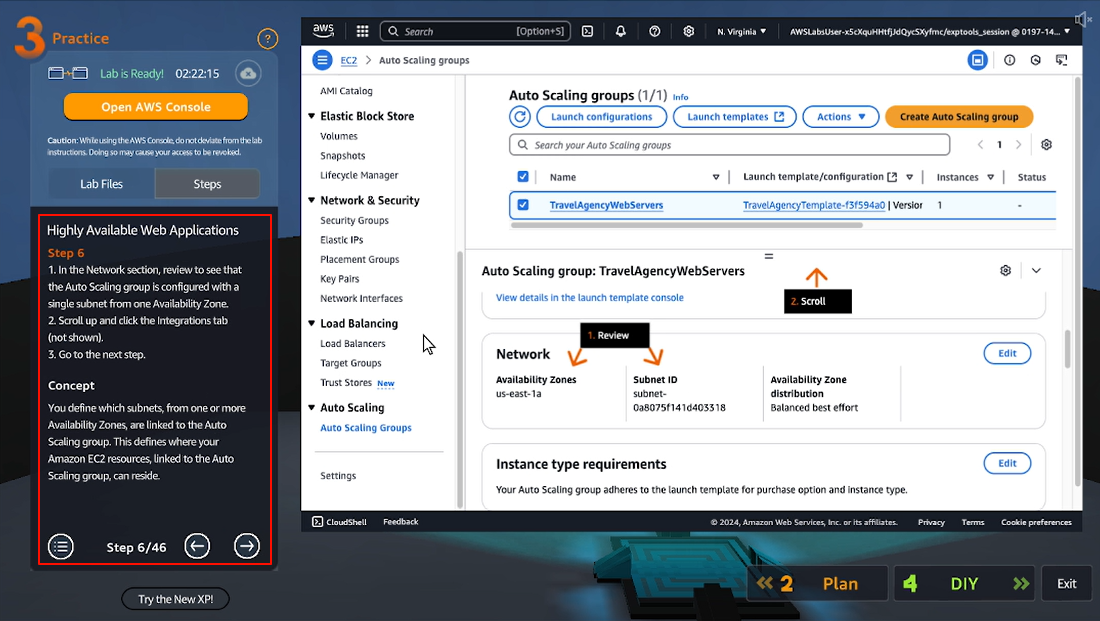 3 Practice
?
Lab is Ready! 02:22:15
Open AWS Console
Caution: While using the AWS Console, do not deviate from the lab
instructions. Doing so may cause your access to be revoked.
Lab Files
Steps
Highly Available Web Applications
Step 6
1. In the Network section, review to see that
the Auto Scaling group is configured with a
single subnet from one Availability Zone.
2. Scroll up and click the Integrations tab
(not shown).
3. Go to the next step.
Concept
You define which subnets, from one or more
Availability Zones, are linked to the Auto
Scaling group. This defines where your
Amazon EC2 resources, linked to the Auto
Scaling group, can reside.
Step 6/46
Try the New XP!
aws
Search [Option+S]
N. Virginia
AWSLabsUser-x5cXquHHtfjJdQycSXyfmc/exptools_session @ 0197-14...
EC2 > Auto Scaling groups
AMI Catalog
Elastic Block Store
Volumes
Snapshots
Lifecycle Manager
Network & Security
Security Groups
Elastic IPs
Placement Groups
Key Pairs
Network Interfaces
Load Balancing
Load Balancers
Target Groups
Trust Stores New
Auto Scaling
Auto Scaling Groups
Settings
Auto Scaling groups (1/1) Info
Launch configurations
Launch templates
Actions
Create Auto Scaling group
Search your Auto Scaling groups
1
Name
Launch template/configuration
Instances
Status
TravelAgencyWebServers
TravelAgencyTemplate-f3f594a0 | Version
1
-
Auto Scaling group: TravelAgencyWebServers
2. Scroll
View details in the launch template console
1. Review
Network
Edit
Availability Zones
us-east-1a
Subnet ID
subnet-
0a8075f141d403318
Availability Zone
distribution
Balanced best effort
Instance type requirements
Edit
Your Auto Scaling group adheres to the launch template for purchase option and instance type.
CloudShell
Feedback
© 2024, Amazon Web Services, Inc. or its affiliates.
Privacy
Terms
Cookie preferences
2 Plan
4 DIY
Exit